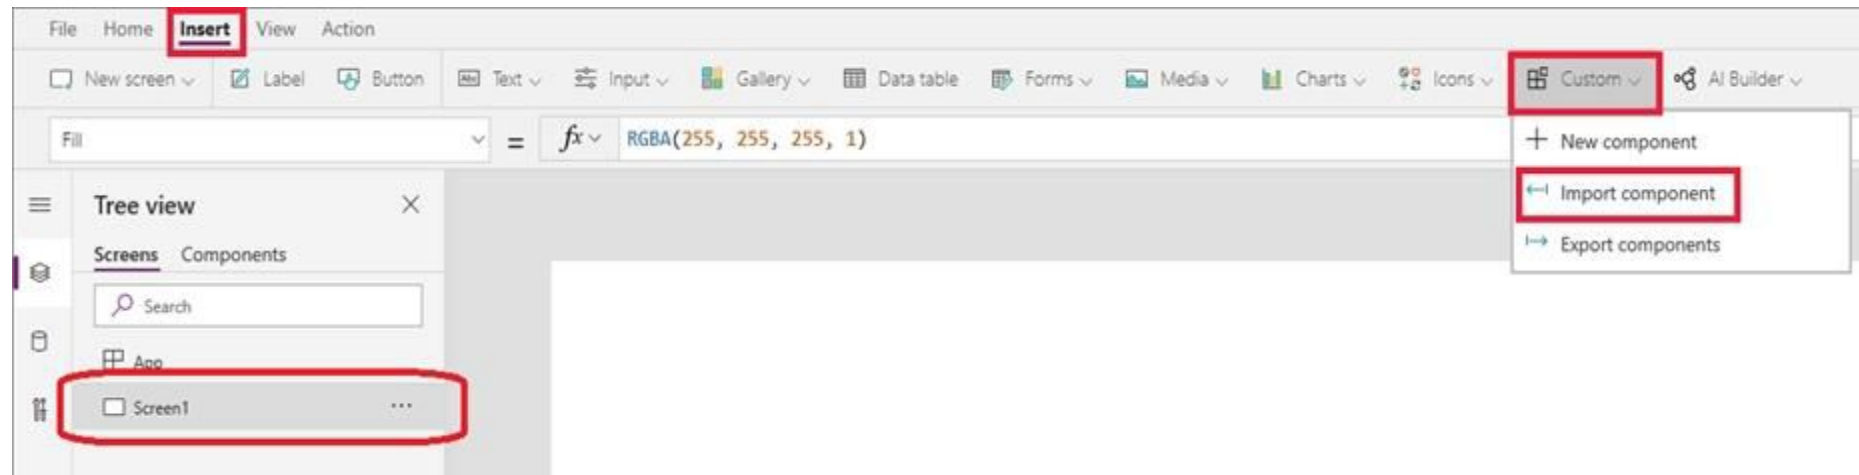 File Home Insert View Action
New screen Label Button Abc Text Input Gallery Data table Forms Media Charts Icons Custom AI Builder
Fill = fx RGBA(255, 255, 255, 1)
New component
Tree view
Import component
Screens Components
Export components
Search
App
Screen1 ...